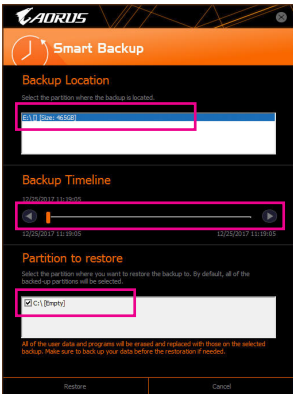 AORUS
Smart Backup
Backup Location
Select the partition where the backup is located.
E:\ [] [Size: 465GB]
Backup Timeline
12/25/2017 11:19:05
12/25/2017 11:19:05
12/25/2017 11:19:05
Partition to restore
Select the partition where you want to restore the backup to. By default, all of the
backed-up partitions will be selected.
C:\ [Empty]
All of the user data and programs will be erased and replaced with those on the selected
backup. Make sure to back up your data before the restoration if needed.
Restore
Cancel